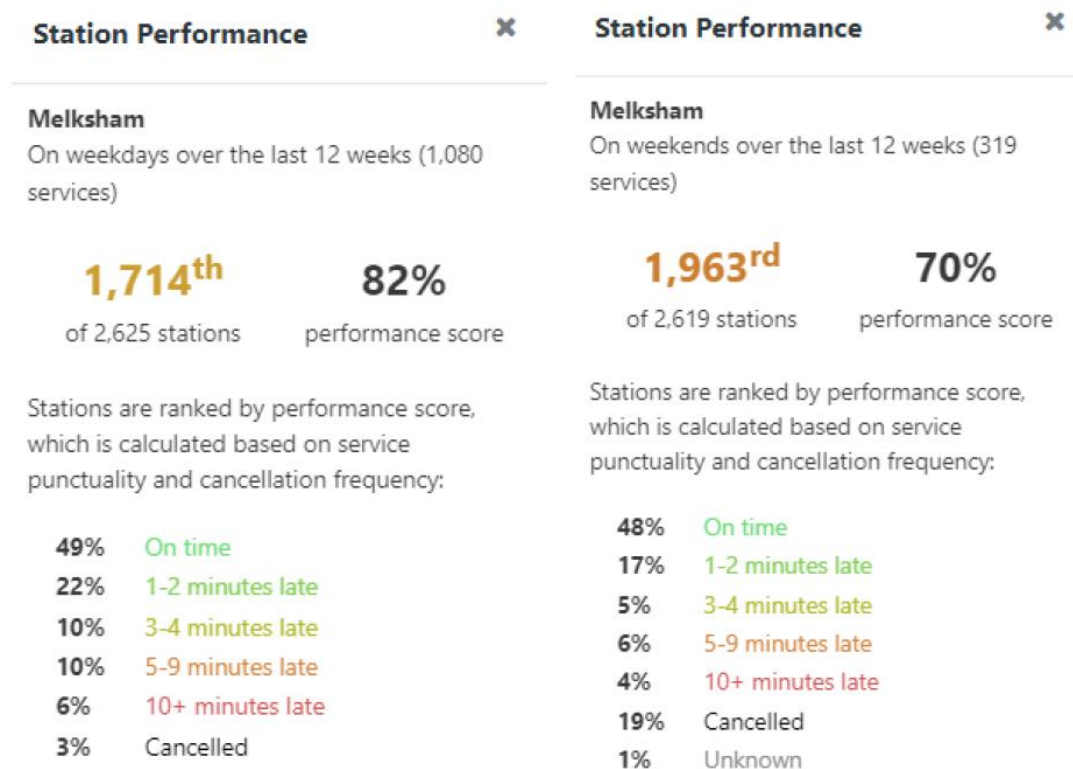 Station Performance ✖
Melksham
On weekdays over the last 12 weeks (1,080
services)
1,714th 82%
of 2,625 stations performance score
Stations are ranked by performance score,
which is calculated based on service
punctuality and cancellation frequency:
49% On time
22% 1-2 minutes late
10% 3-4 minutes late
10% 5-9 minutes late
6% 10+ minutes late
3% Cancelled
Station Performance ✖
Melksham
On weekends over the last 12 weeks (319
services)
1,963rd 70%
of 2,619 stations performance score
Stations are ranked by performance score,
which is calculated based on service
punctuality and cancellation frequency:
48% On time
17% 1-2 minutes late
5% 3-4 minutes late
6% 5-9 minutes late
4% 10+ minutes late
19% Cancelled
1% Unknown